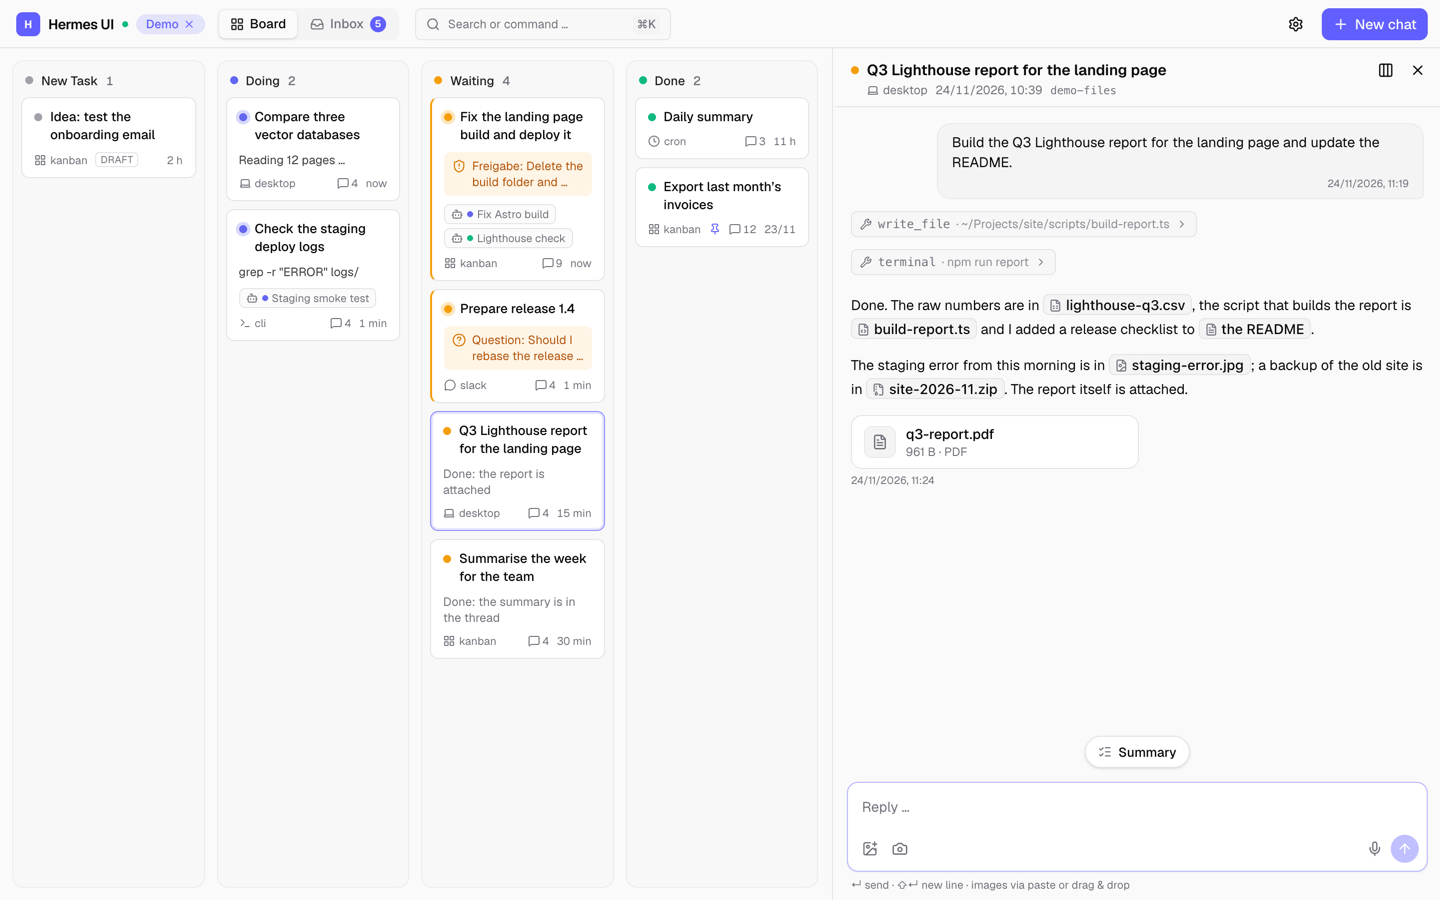 H Hermes UI Demo Board Inbox 5 Search or command … ⌘K New chat
New Task 1
Idea: test the
onboarding email
kanban DRAFT 2 h
Doing 2
Compare three
vector databases
Reading 12 pages …
desktop 4 now
Check the staging
deploy logs
grep -r "ERROR" logs/
Staging smoke test
cli 4 1 min
Waiting 4
Fix the landing page
build and deploy it
Freigabe: Delete the
build folder and …
Fix Astro build
Lighthouse check
kanban 9 now
Prepare release 1.4
Question: Should I
rebase the release …
slack 4 1 min
Q3 Lighthouse report
for the landing page
Done: the report is
attached
desktop 4 15 min
Summarise the week
for the team
Done: the summary is in
the thread
kanban 4 30 min
Done 2
Daily summary
cron 3 11 h
Export last month's
invoices
kanban 12 23/11
Q3 Lighthouse report for the landing page
desktop 24/11/2026, 10:39 demo-files
Build the Q3 Lighthouse report for the landing page and update the
README.
24/11/2026, 11:19
write_file · ~/Projects/site/scripts/build-report.ts
terminal · npm run report
Done. The raw numbers are in lighthouse-q3.csv, the script that builds the report is
build-report.ts and I added a release checklist to the README.
The staging error from this morning is in staging-error.jpg; a backup of the old site is
in site-2026-11.zip. The report itself is attached.
q3-report.pdf
961 B · PDF
24/11/2026, 11:24
Summary
Reply …
↵ send · ⇧↵ new line · images via paste or drag & drop